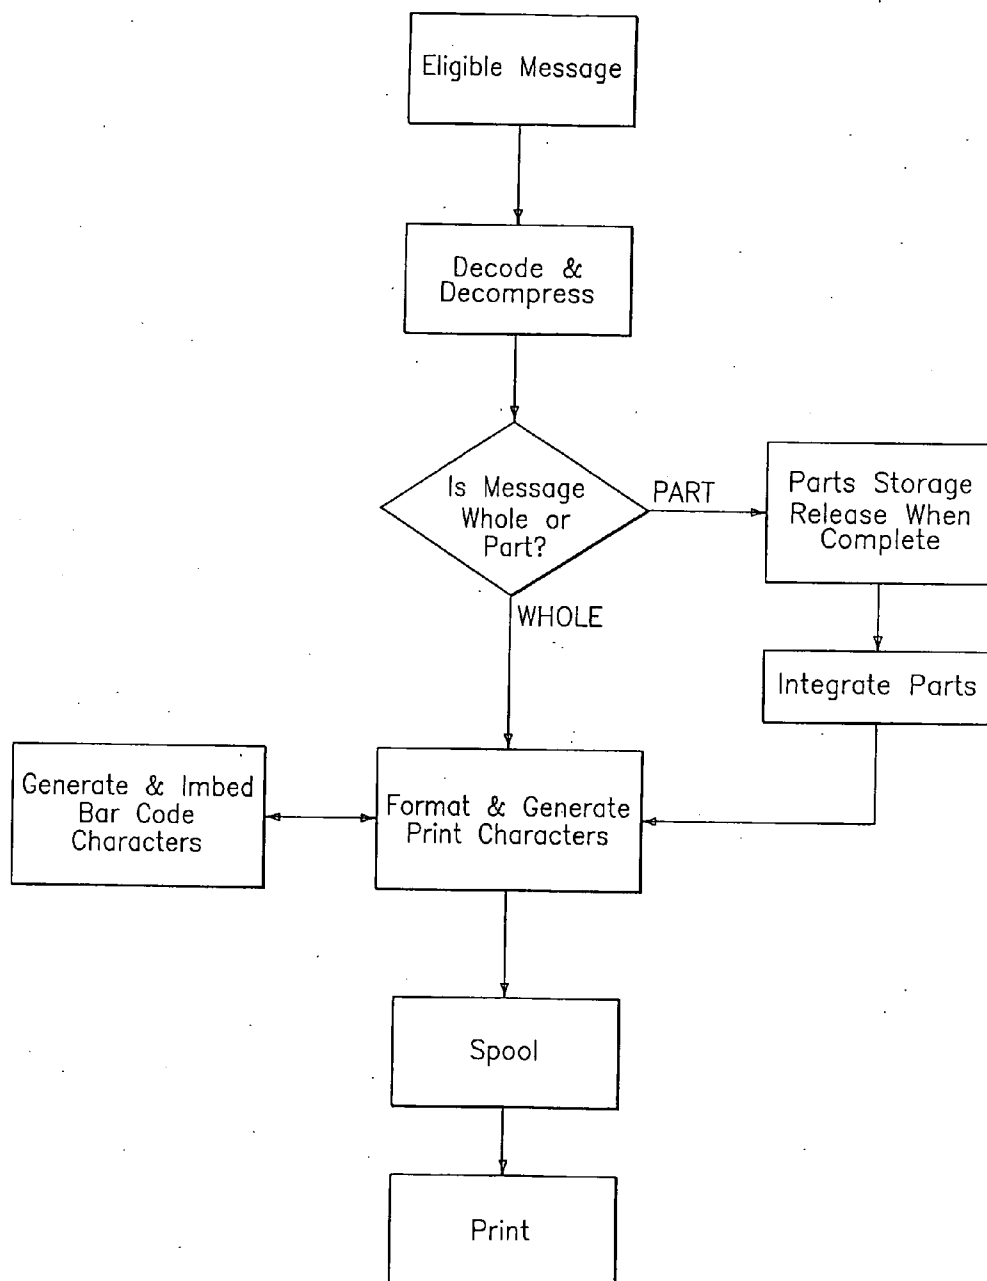 Eligible Message
Decode &
Decompress
Is Message
Whole or
Part?
PART
Parts Storage
Release When
Complete
WHOLE
Integrate Parts
Generate & Imbed
Bar Code
Characters
Format & Generate
Print Characters
Spool
Print